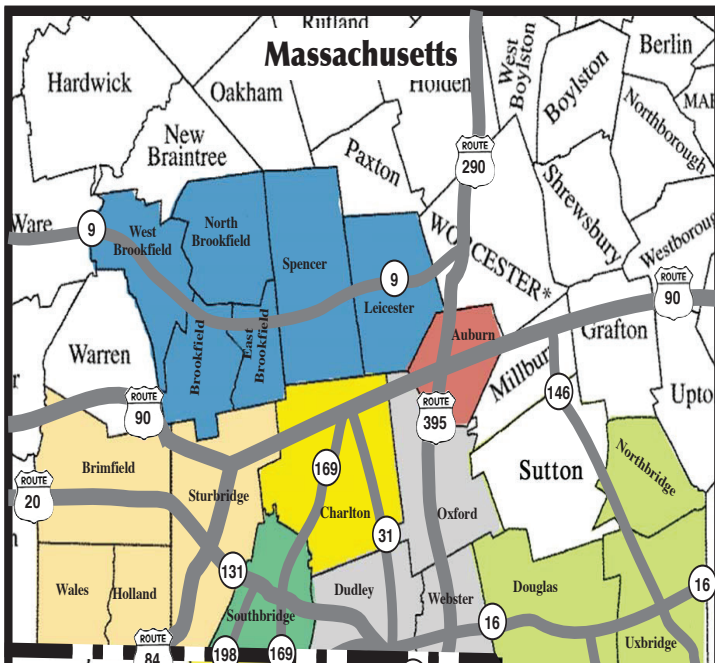 Rutland
Massachusetts
Holden
West
Boylston
Berlin
Hardwick
Oakham
Boylston
Northborough
New
Braintree
Paxton
ROUTE
290
Shrewsbury
Ware
9
West
Brookfield
North
Brookfield
Spencer
WORCESTER*
9
Leicester
ROUTE
90
Warren
Brookfield
East
Brookfield
Auburn
Grafton
ROUTE
90
ROUTE
395
146
Brimfield
169
Sutton
Northbridge
ROUTE
20
Sturbridge
Charlton
31
Oxford
131
Wales
Holland
Southbridge
Dudley
Webster
Douglas
16
16
Uxbridge
ROUTE
84
198
169